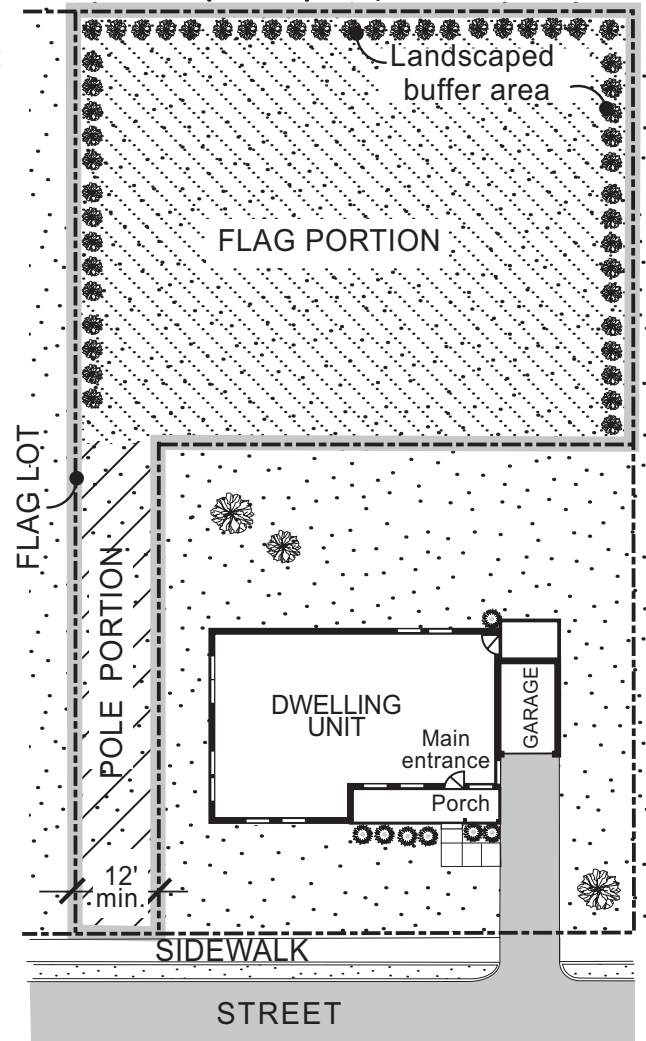 Landscaped
buffer area
FLAG PORTION
FLAG LOT
POLE PORTION
DWELLING
UNIT
GARAGE
Main
entrance
Porch
12'
min.
SIDEWALK
STREET